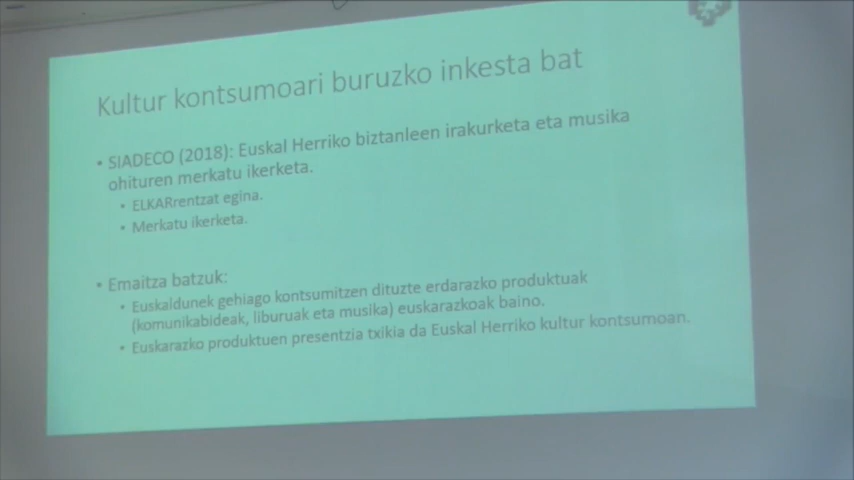 Kultur kontsumoari buruzko inkesta bat
• SIADECO (2018): Euskal Herriko biztanleen irakurketa eta musika
ohituren merkatu ikerketa.
• ELKARrentzat egina.
• Merkatu ikerketa.
• Emaitza batzuk:
• Euskaldunek gehiago kontsumitzen dituzte erdarazko produktuak
(komunikabideak, liburuak eta musika) euskarazkoak baino.
• Euskarazko produktuen presentzia txikia da Euskal Herriko kultur kontsumoan.